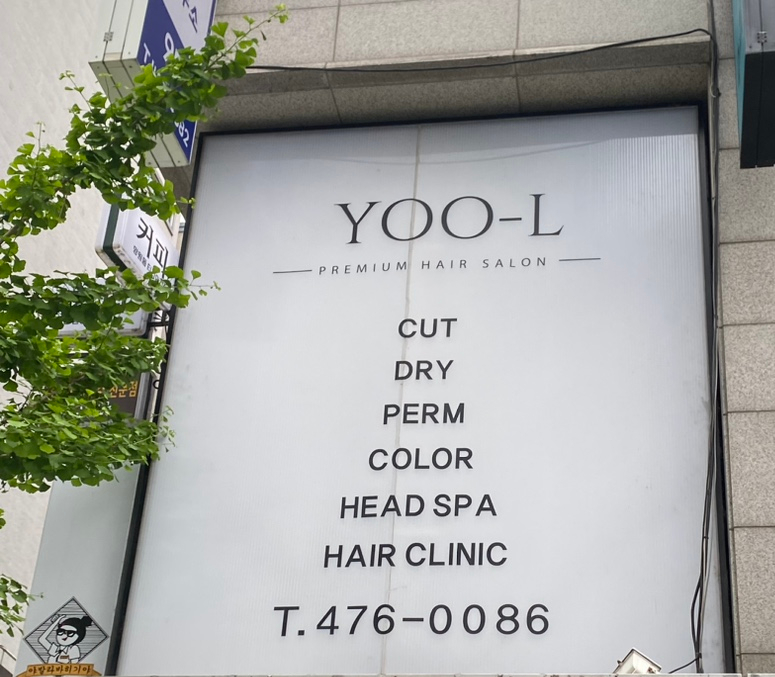 YOO-L
PREMIUM HAIR SALON
CUT
DRY
PERM
COLOR
HEAD SPA
HAIR CLINIC
T.476-0086
커피